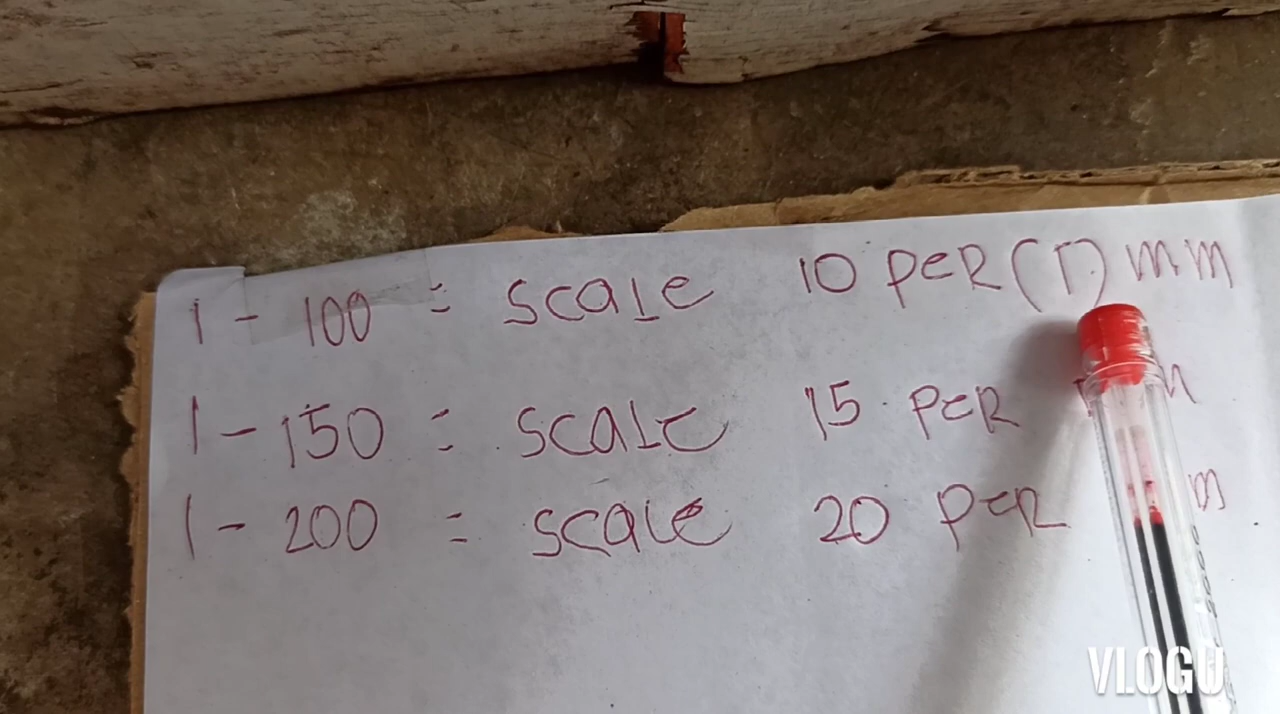 1 - 100 = scale 10 PER (1) mm
1 - 150 = scale 15 PER
1 - 200 = scale 20 PER
VLOGU